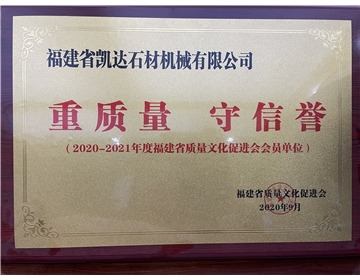 福建省凯达石材机械有限公司
重质量 守信誉
(2020-2021年度福建省质量文化促进会会员单位)
福建省质量文化促进会
2020年9月